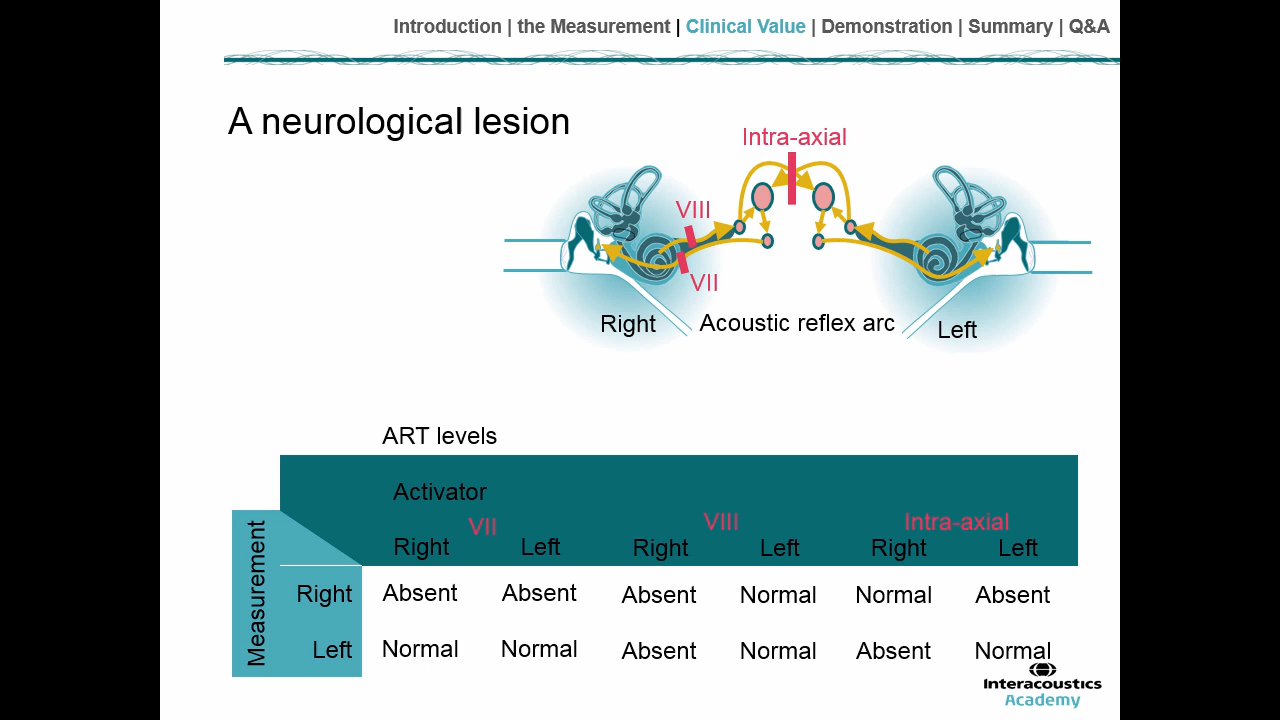 Introduction | the Measurement | Clinical Value | Demonstration | Summary | Q&A
A neurological lesion
Intra-axial
VIII
VII
Right
Acoustic reflex arc
Left
ART levels
Activator
VII
VIII
Intra-axial
Right Left Right Left Right Left
Measurement
Right Absent Absent Absent Normal Normal Absent
Left Normal Normal Absent Normal Absent Normal
Interacoustics
Academy